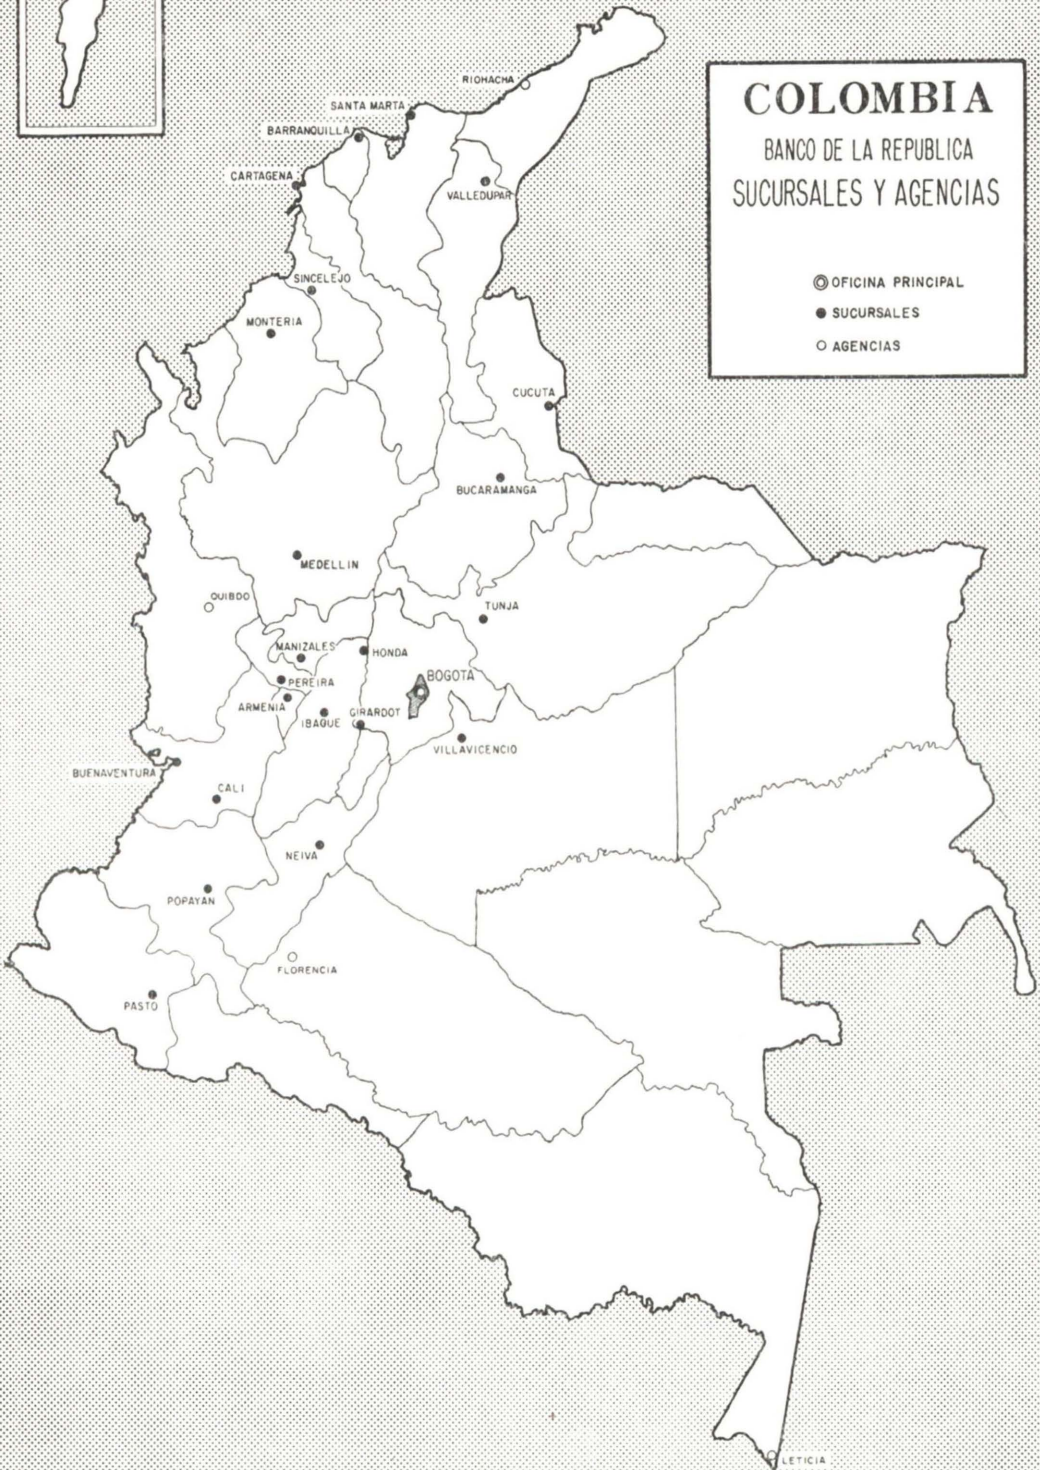 COLOMBIA
BANCO DE LA REPUBLICA
SUCURSALES Y AGENCIAS
OFICINA PRINCIPAL
SUCURSALES
AGENCIAS
RIOHACHA
SANTA MARTA
BARRANQUILLA
CARTAGENA
VALLEDUPAR
SINCELEJO
MONTERIA
CUCUTA
BUCARAMANGA
MEDELLIN
QUIBDO
TUNJA
MANIZALES
HONDA
PEREIRA
BOGOTA
ARMENIA
IBAGUE
GIRARDOT
VILLAVICENCIO
BUENAVENTURA
CALI
NEIVA
POPAYAN
FLORENCIA
PASTO
LETICIA